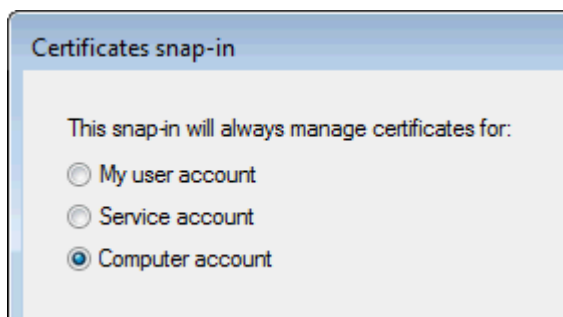 Certificates snap-in
This snap-in will always manage certificates for:
My user account
Service account
Computer account